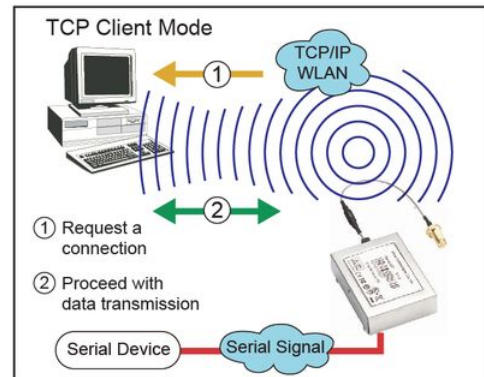 TCP Client Mode
TCP/IP
WLAN
1
2
1 Request a
connection
2 Proceed with
data transmission
Serial Device
Serial Signal